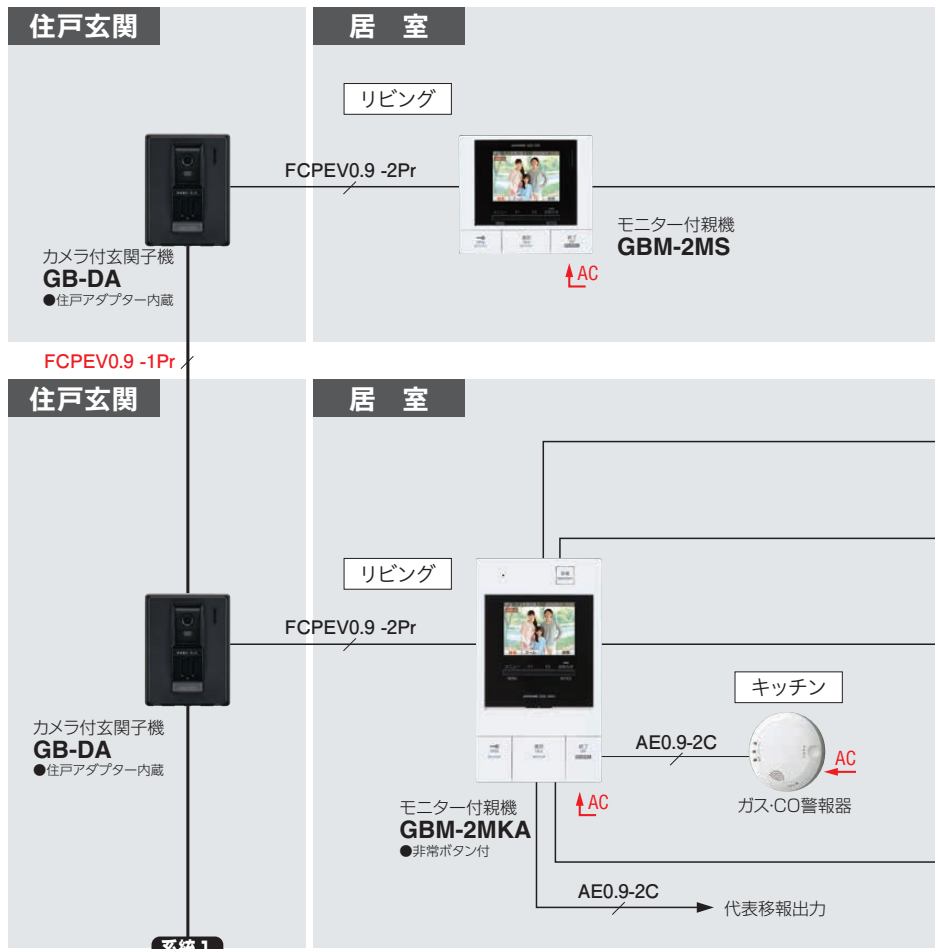 住戸玄関
居 室
リビング
FCPEV0.9 -2Pr
カメラ付玄関子機
GB-DA
●住戸アダプター内蔵
モニター付親機
GBM-2MS
AC
FCPEV0.9 -1Pr
住戸玄関
居 室
リビング
FCPEV0.9 -2Pr
カメラ付玄関子機
GB-DA
●住戸アダプター内蔵
キッチン
AE0.9-2C
AC
ガス・CO警報器
AC
モニター付親機
GBM-2MKA
●非常ボタン付
AE0.9-2C
代表移報出力
系統1